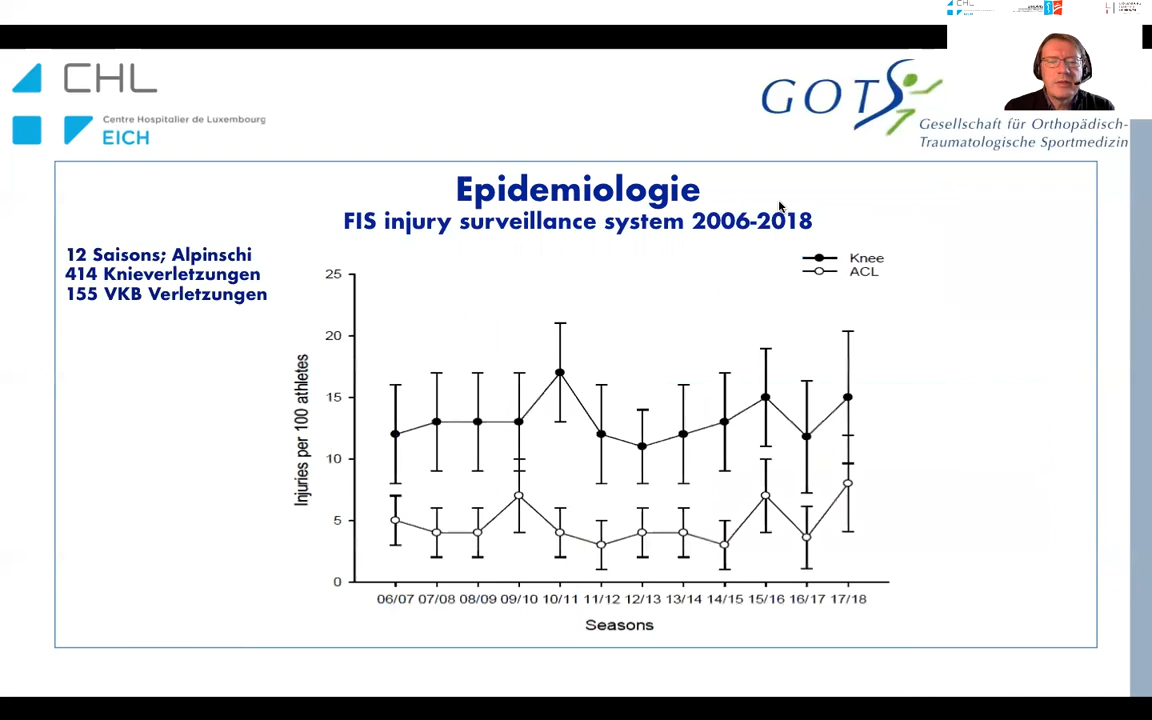 CHL
Centre Hospitalier de Luxembourg
EICH
GOTS
Gesellschaft für Orthopädisch-
Traumatologische Sportmedizin
Epidemiologie
FIS injury surveillance system 2006-2018
12 Saisons; Alpinschi
414 Knieverletzungen
155 VKB Verletzungen
Knee
ACL
Injuries per 100 athletes
25
20
15
10
5
0
06/07 07/08 08/09 09/10 10/11 11/12 12/13 13/14 14/15 15/16 16/17 17/18
Seasons